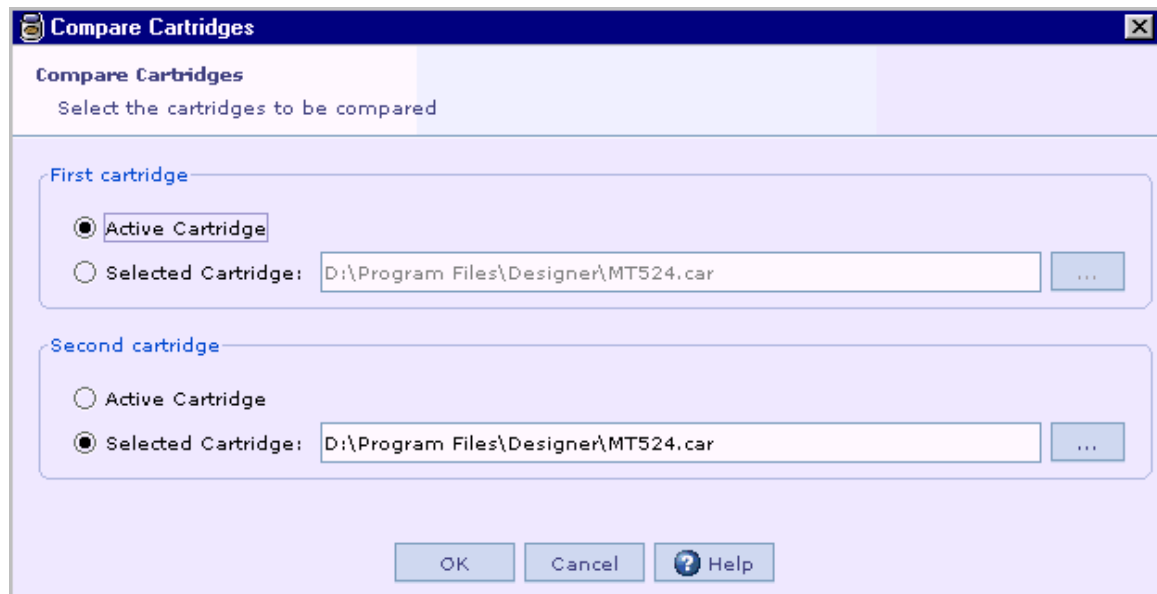 Compare Cartridges
Compare Cartridges
Select the cartridges to be compared
First cartridge
Active Cartridge
Selected Cartridge: D:\Program Files\Designer\MT524.car ...
Second cartridge
Active Cartridge
Selected Cartridge: D:\Program Files\Designer\MT524.car ...
OK Cancel ? Help